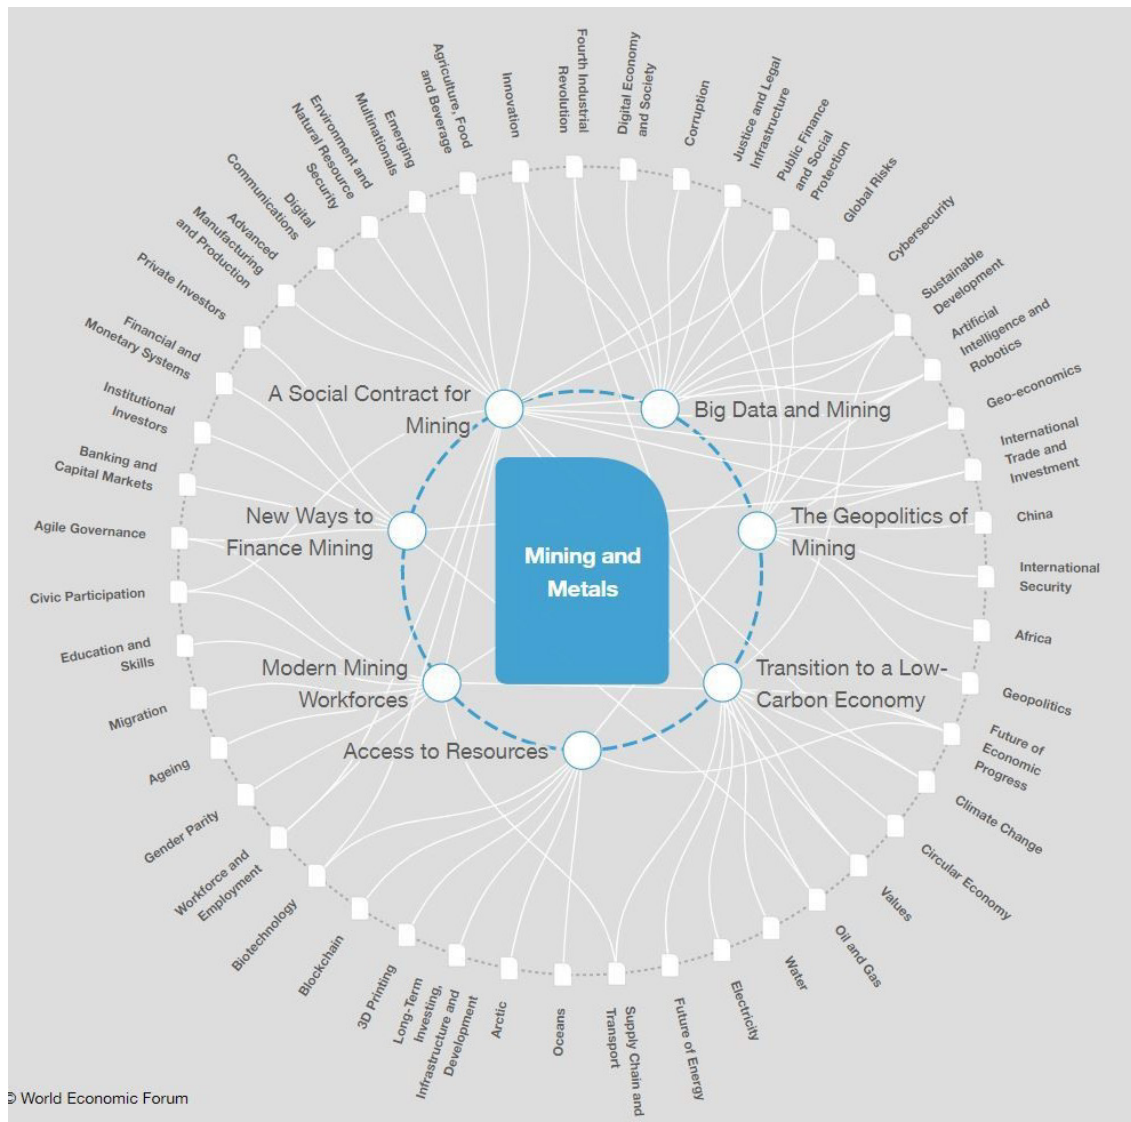 Agriculture, Food
and Beverage
Innovation
Fourth Industrial
Revolution
Digital Economy
and Society
Corruption
Justice and Legal
Infrastructure
Public Finance
and Social
Protection
Global Risks
Cybersecurity
Sustainable
Development
Artificial
Intelligence and
Robotics
Geo-economics
International
Trade and
Investment
China
International
Security
Africa
Geopolitics
Future of
Economic
Progress
Climate Change
Circular Economy
Values
Oil and Gas
Water
Electricity
Future of Energy
Supply Chain and
Transport
Oceans
Arctic
Long-Term
Investing,
Infrastructure and
Development
3D Printing
Blockchain
Biotechnology
Workforce and
Employment
Gender Parity
Ageing
Migration
Education and
Skills
Civic Participation
Agile Governance
Banking and
Capital Markets
Institutional
Investors
Financial and
Monetary Systems
Private Investors
Advanced
Manufacturing
and Production
Digital
Communications
Environment and
Natural Resource
Security
Emerging
Multinationals
A Social Contract for
Mining
Big Data and Mining
New Ways to
Finance Mining
The Geopolitics of
Mining
Mining and
Metals
Modern Mining
Workforces
Transition to a Low-
Carbon Economy
Access to Resources
© World Economic Forum